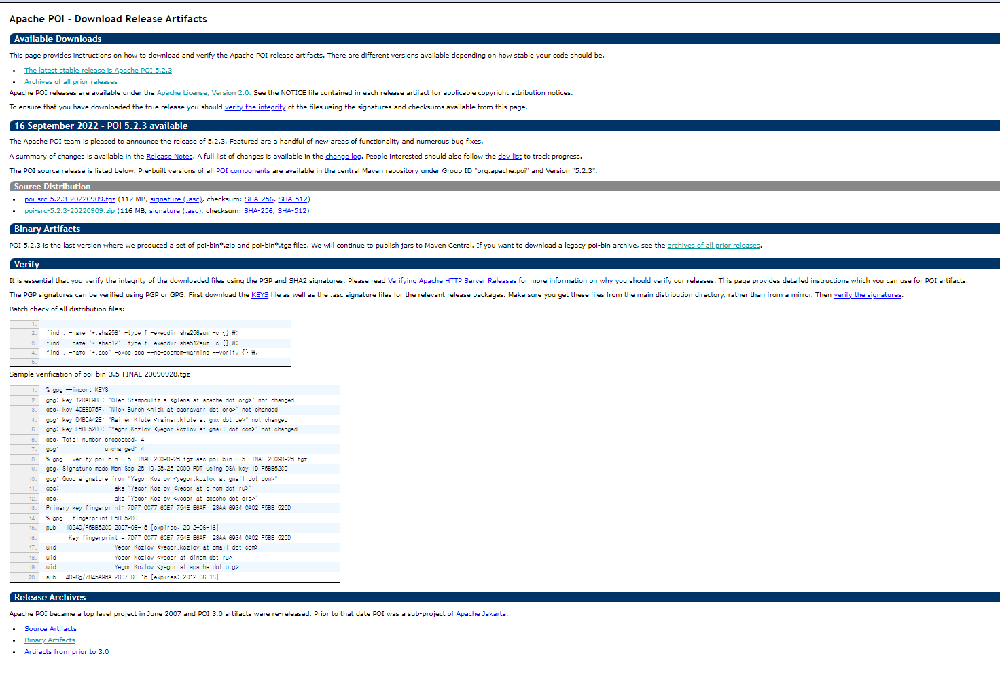 Apache POI - Download Release Artifacts
Available Downloads
This page provides instructions on how to download and verify the Apache POI release artifacts. There are different versions available depending on how stable your code should be.
• The latest stable release is Apache POI 5.2.3
• Archives of all prior releases
Apache POI releases are available under the Apache License, Version 2.0. See the NOTICE file contained in each release artifact for applicable copyright attribution notices.
To ensure that you have downloaded the true release you should verify the integrity of the files using the signatures and checksums available from this page.
16 September 2022 - POI 5.2.3 available
The Apache POI team is pleased to announce the release of 5.2.3. Featured are a handful of new areas of functionality and numerous bug fixes.
A summary of changes is available in the Release Notes. A full list of changes is available in the change log. People interested should also follow the dev list to track progress.
The POI source release is listed below. Pre-built versions of all POI components are available in the central Maven repository under Group ID "org.apache.poi" and Version "5.2.3".
Source Distribution
• poi-src-5.2.3-20220909.tgz (112 MB, signature (.asc), checksum: SHA-256, SHA-512)
• poi-src-5.2.3-20220909.zip (116 MB, signature (.asc), checksum: SHA-256, SHA-512)
Binary Artifacts
POI 5.2.3 is the last version where we produced a set of poi-bin*.zip and poi-bin*.tgz files. We will continue to publish jars to Maven Central. If you want to download a legacy poi-bin archive, see the archives of all prior releases.
Verify
It is essential that you verify the integrity of the downloaded files using the PGP and SHA2 signatures. Please read Verifying Apache HTTP Server Releases for more information on why you should verify our releases. This page provides detailed instructions which you can use for POI artifacts.
The PGP signatures can be verified using PGP or GPG. First download the KEYS file as well as the .asc signature files for the relevant release packages. Make sure you get these files from the main distribution directory, rather than from a mirror. Then verify the signatures.
Batch check of all distribution files:
1.
2. find . -name "*.sha256" -type f -execdir sha256sum -c {} ₩;
3. find . -name "*.sha512" -type f -execdir sha512sum -c {} ₩;
4. find . -name "*.asc" -exec gpg --no-secmem-warning --verify {} ₩;
5.
Sample verification of poi-bin-3.5-FINAL-20090928.tgz
1. % gpg --import KEYS
2. gpg: key 12DAE9BE: "Glen Stampoultzis <glens at apache dot org>" not changed
3. gpg: key 4CEED75F: "Nick Burch <nick at gagravarr dot org>" not changed
4. gpg: key 84B5A42E: "Rainer Klute <rainer.klute at gmx dot de>" not changed
5. gpg: key F5BB52CD: "Yegor Kozlov <yegor.kozlov at gmail dot com>" not changed
6. gpg: Total number processed: 4
7. gpg: unchanged: 4
8. % gpg --verify poi-bin-3.5-FINAL-20090928.tgz.asc poi-bin-3.5-FINAL-20090928.tgz
9. gpg: Signature made Mon Sep 28 10:28:25 2009 PDT using DSA key ID F5BB52CD
10. gpg: Good signature from "Yegor Kozlov <yegor.kozlov at gmail dot com>"
11. gpg: aka "Yegor Kozlov <yegor at dinom dot ru>"
12. gpg: aka "Yegor Kozlov <yegor at apache dot org>"
13. Primary key fingerprint: 7D77 0C77 6CE7 754E E6AF 23AA 6934 0A02 F5BB 52CD
14. % gpg --fingerprint F5BB52CD
15. pub 1024D/F5BB52CD 2007-06-18 [expires: 2012-06-16]
16. Key fingerprint = 7D77 0C77 6CE7 754E E6AF 23AA 6934 0A02 F5BB 52CD
17. uid Yegor Kozlov <yegor.kozlov at gmail dot com>
18. uid Yegor Kozlov <yegor at dinom dot ru>
19. uid Yegor Kozlov <yegor at apache dot org>
20. sub 4096g/7B45A98A 2007-06-18 [expires: 2012-06-16]
Release Archives
Apache POI became a top level project in June 2007 and POI 3.0 artifacts were re-released. Prior to that date POI was a sub-project of Apache Jakarta.
• Source Artifacts
• Binary Artifacts
• Artifacts from prior to 3.0